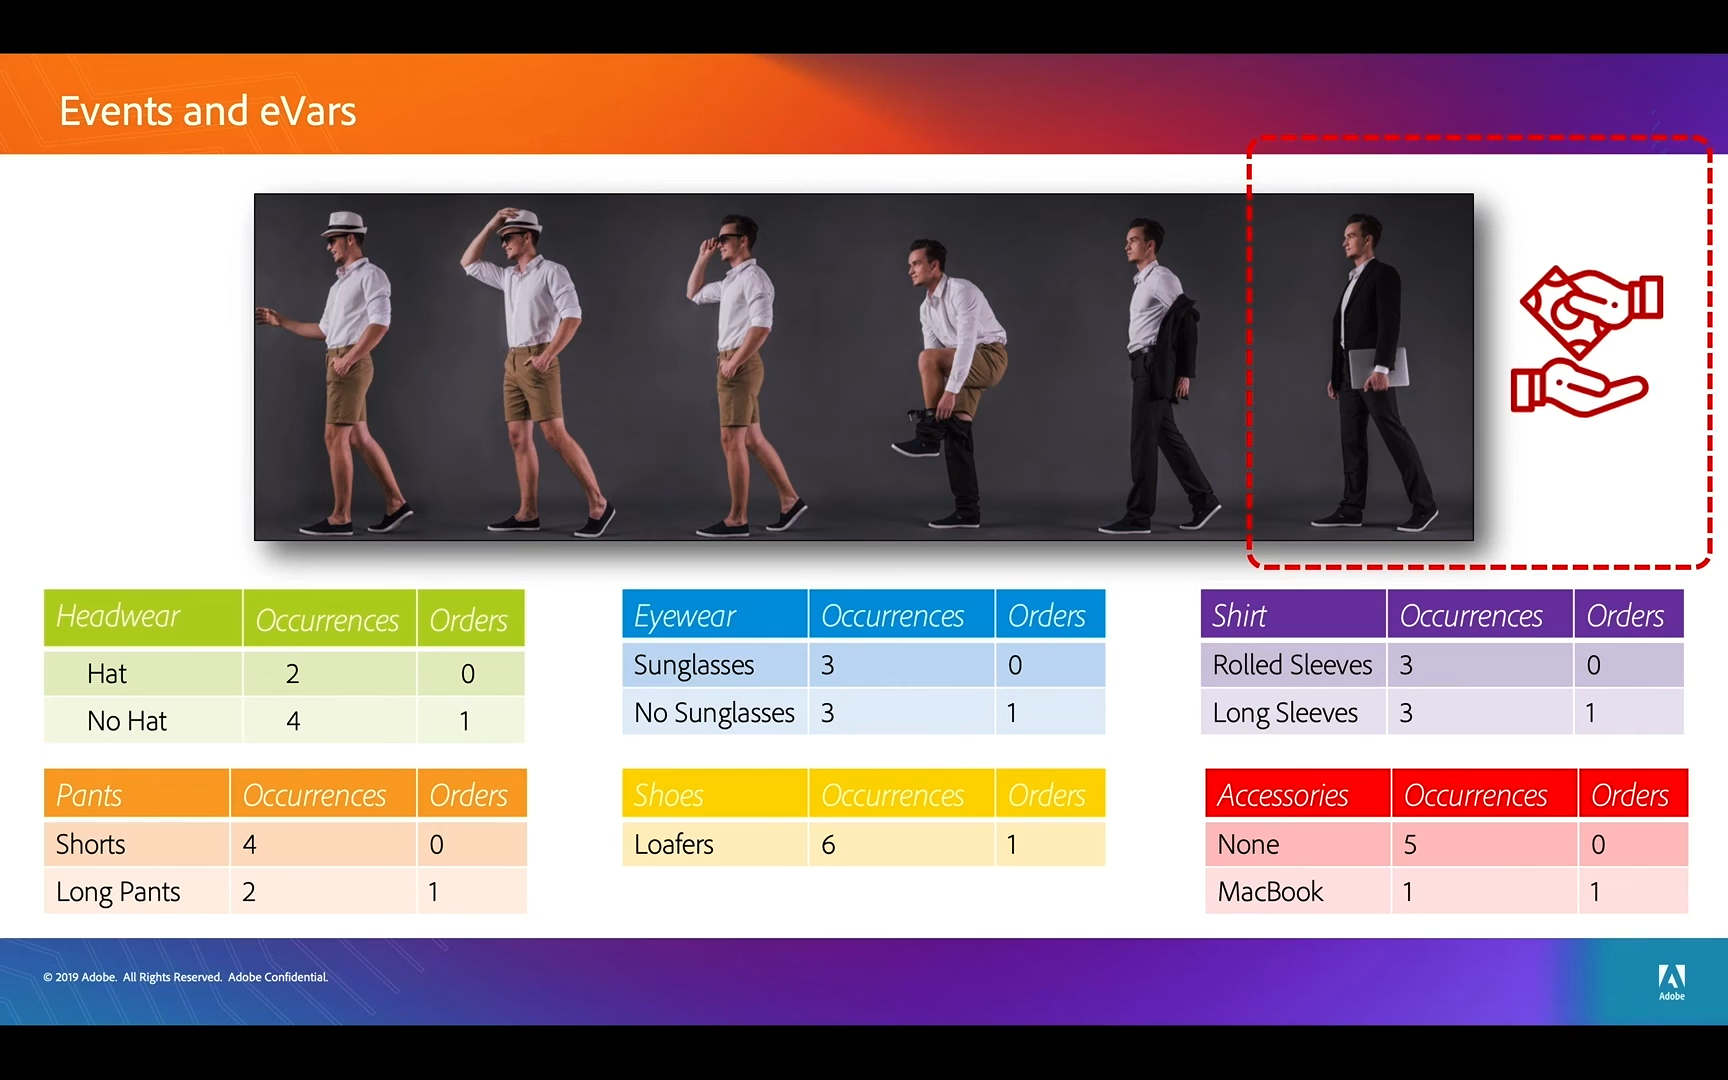 Events and eVars
Headwear Occurrences Orders
Hat 2 0
No Hat 4 1
Eyewear Occurrences Orders
Sunglasses 3 0
No Sunglasses 3 1
Shirt Occurrences Orders
Rolled Sleeves 3 0
Long Sleeves 3 1
Pants Occurrences Orders
Shorts 4 0
Long Pants 2 1
Shoes Occurrences Orders
Loafers 6 1
Accessories Occurrences Orders
None 5 0
MacBook 1 1
© 2019 Adobe. All Rights Reserved. Adobe Confidential.
Adobe